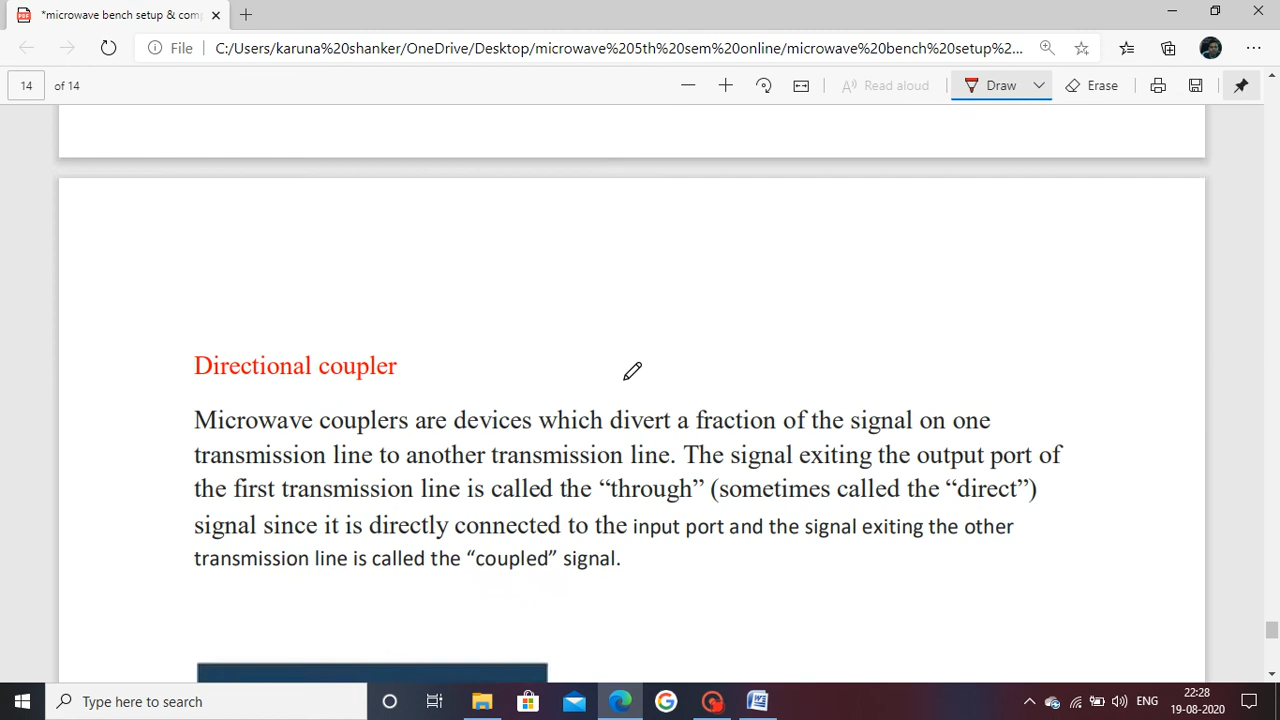 *microwave bench setup & comp
File
C:/Users/karuna%20shanker/OneDrive/Desktop/microwave%205th%20sem%20online/microwave%20bench%20setup%2...
14 of 14
Read aloud
Draw
Erase
Directional coupler
Microwave couplers are devices which divert a fraction of the signal on one
transmission line to another transmission line. The signal exiting the output port of
the first transmission line is called the “through” (sometimes called the “direct”)
signal since it is directly connected to the input port and the signal exiting the other
transmission line is called the “coupled” signal.
Type here to search
ENG
22:28
19-08-2020